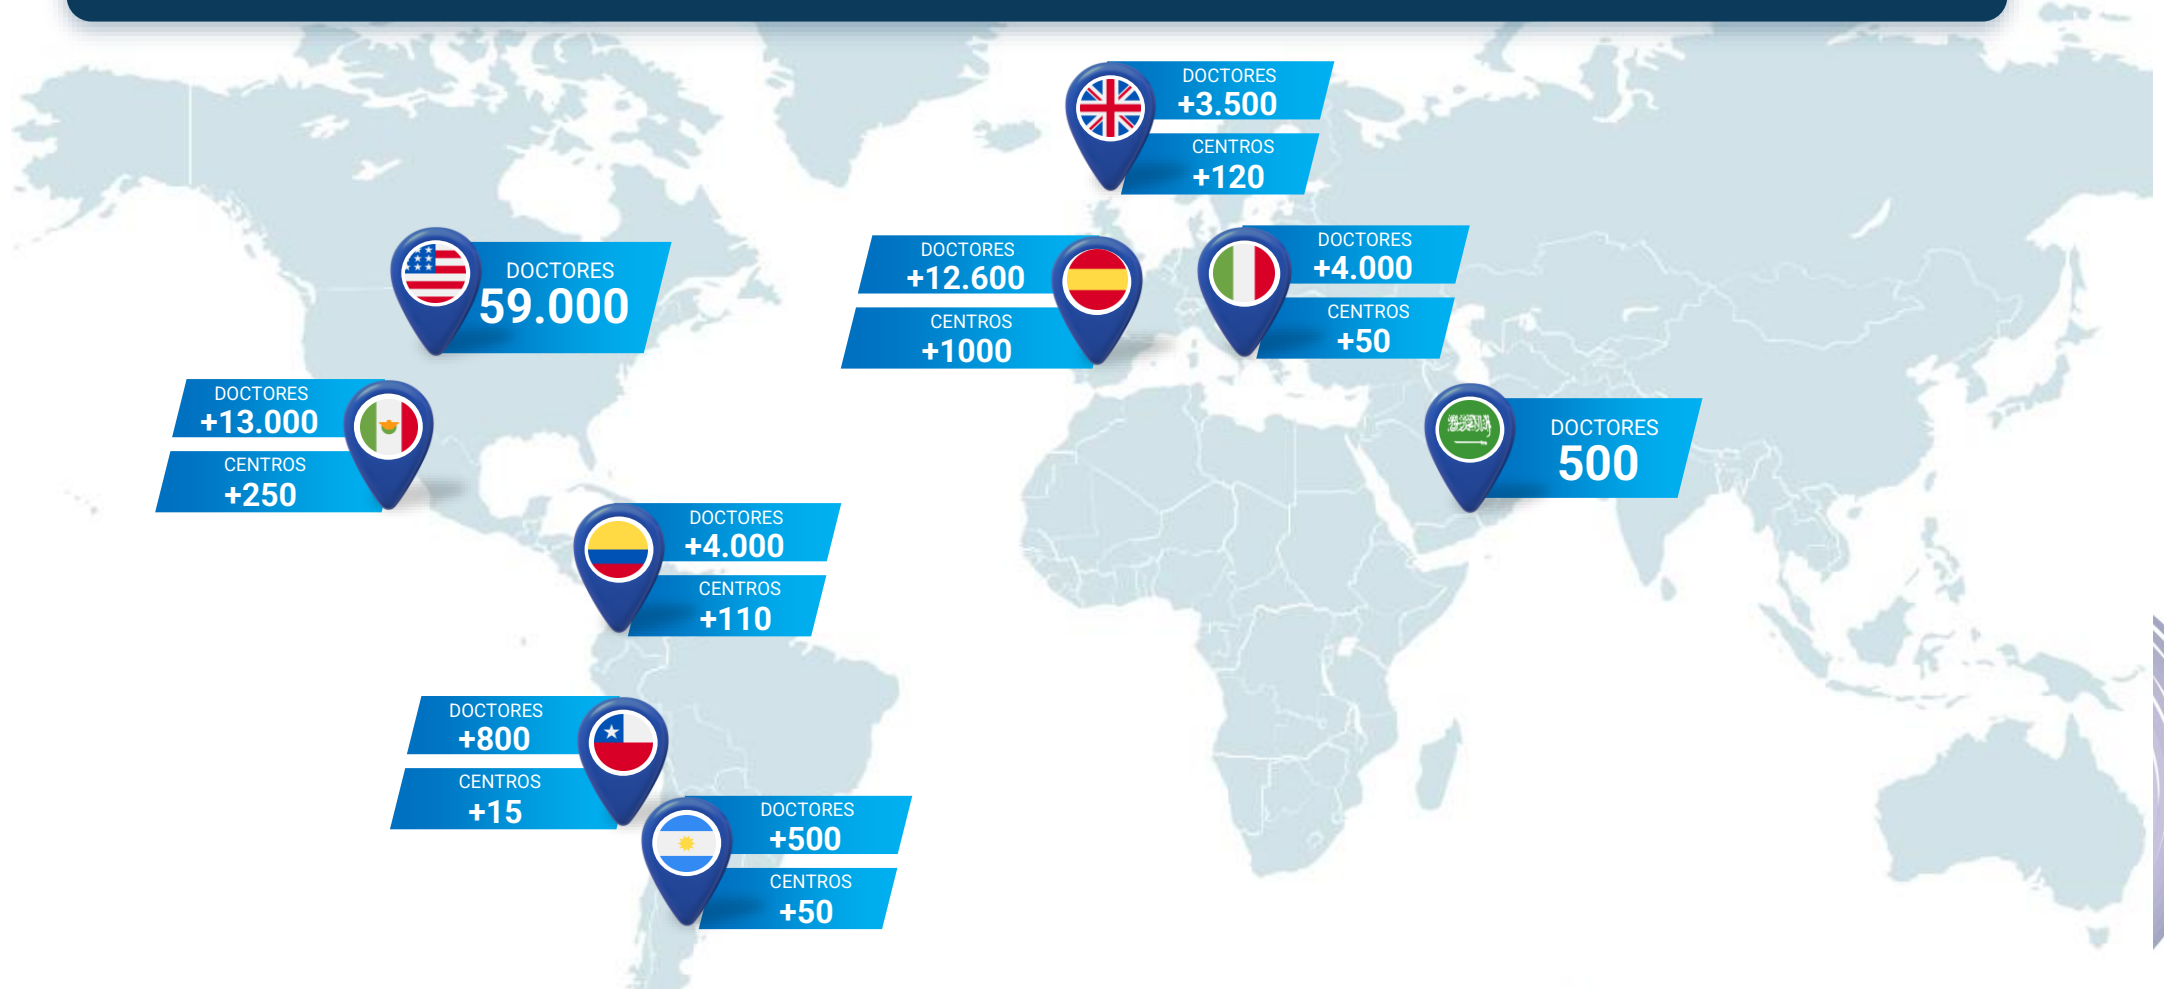 DOCTORES
+3.500
CENTROS
+120
DOCTORES
59.000
DOCTORES
+12.600
CENTROS
+1000
DOCTORES
+4.000
CENTROS
+50
DOCTORES
+13.000
CENTROS
+250
DOCTORES
500
DOCTORES
+4.000
CENTROS
+110
DOCTORES
+800
CENTROS
+15
DOCTORES
+500
CENTROS
+50